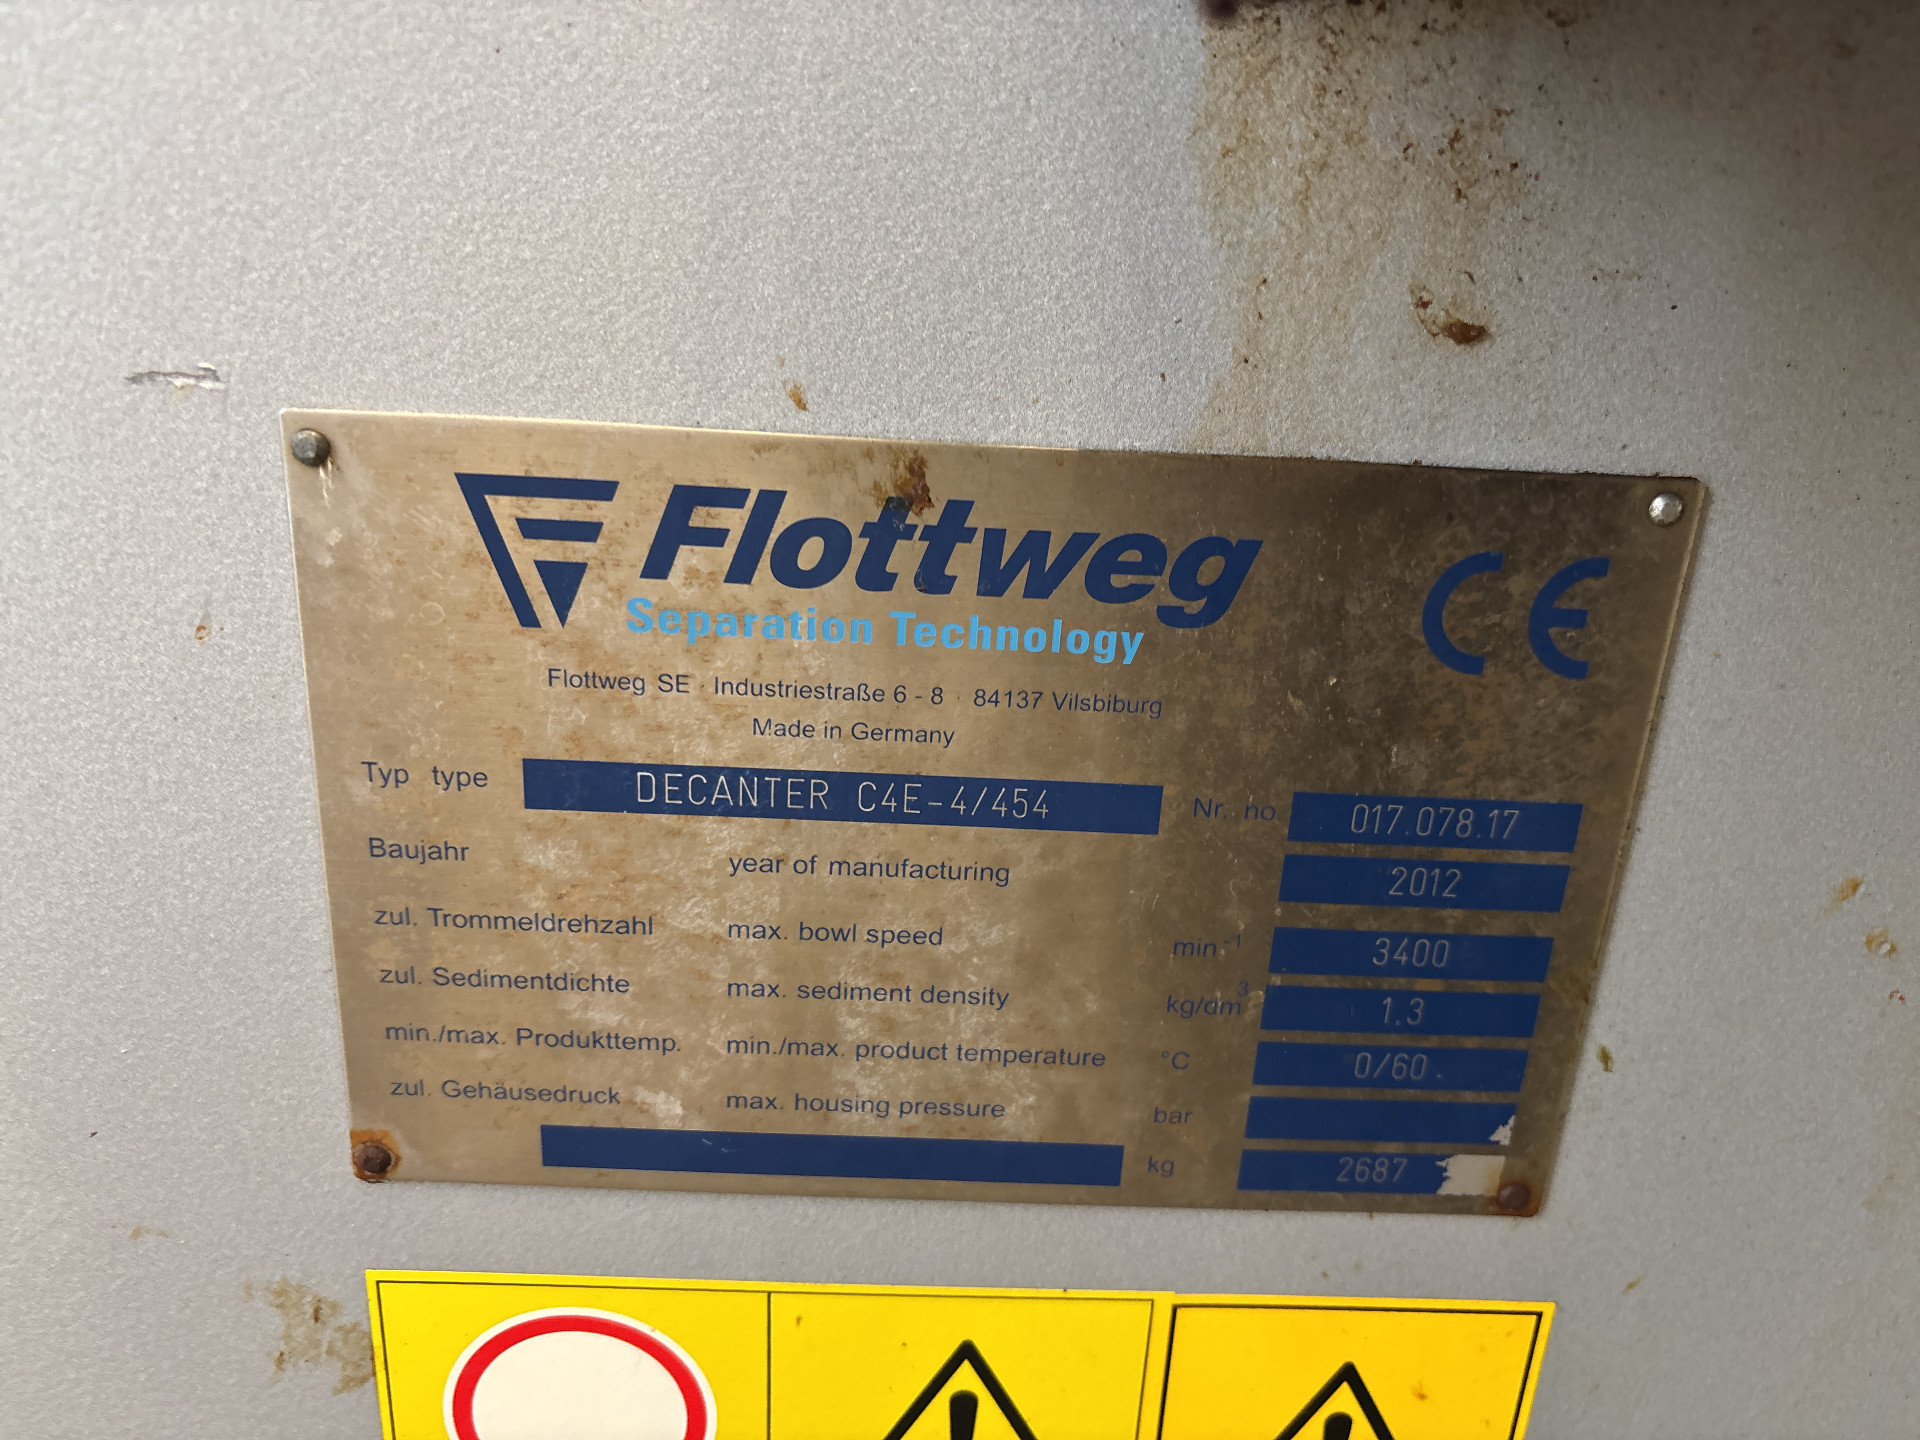 Flottweg
Separation Technology
CE
Flottweg SE · Industriestraße 6 - 8 · 84137 Vilsbiburg
Made in Germany
Typ type DECANTER C4E-4/454 Nr. no. 017.078.17
Baujahr year of manufacturing 2012
zul. Trommeldrehzahl max. bowl speed min.⁻¹ 3400
zul. Sedimentdichte max. sediment density kg/dm³ 1.3
min./max. Produkttemp. min./max. product temperature °C 0/60
zul. Gehäusedruck max. housing pressure bar
kg 2687